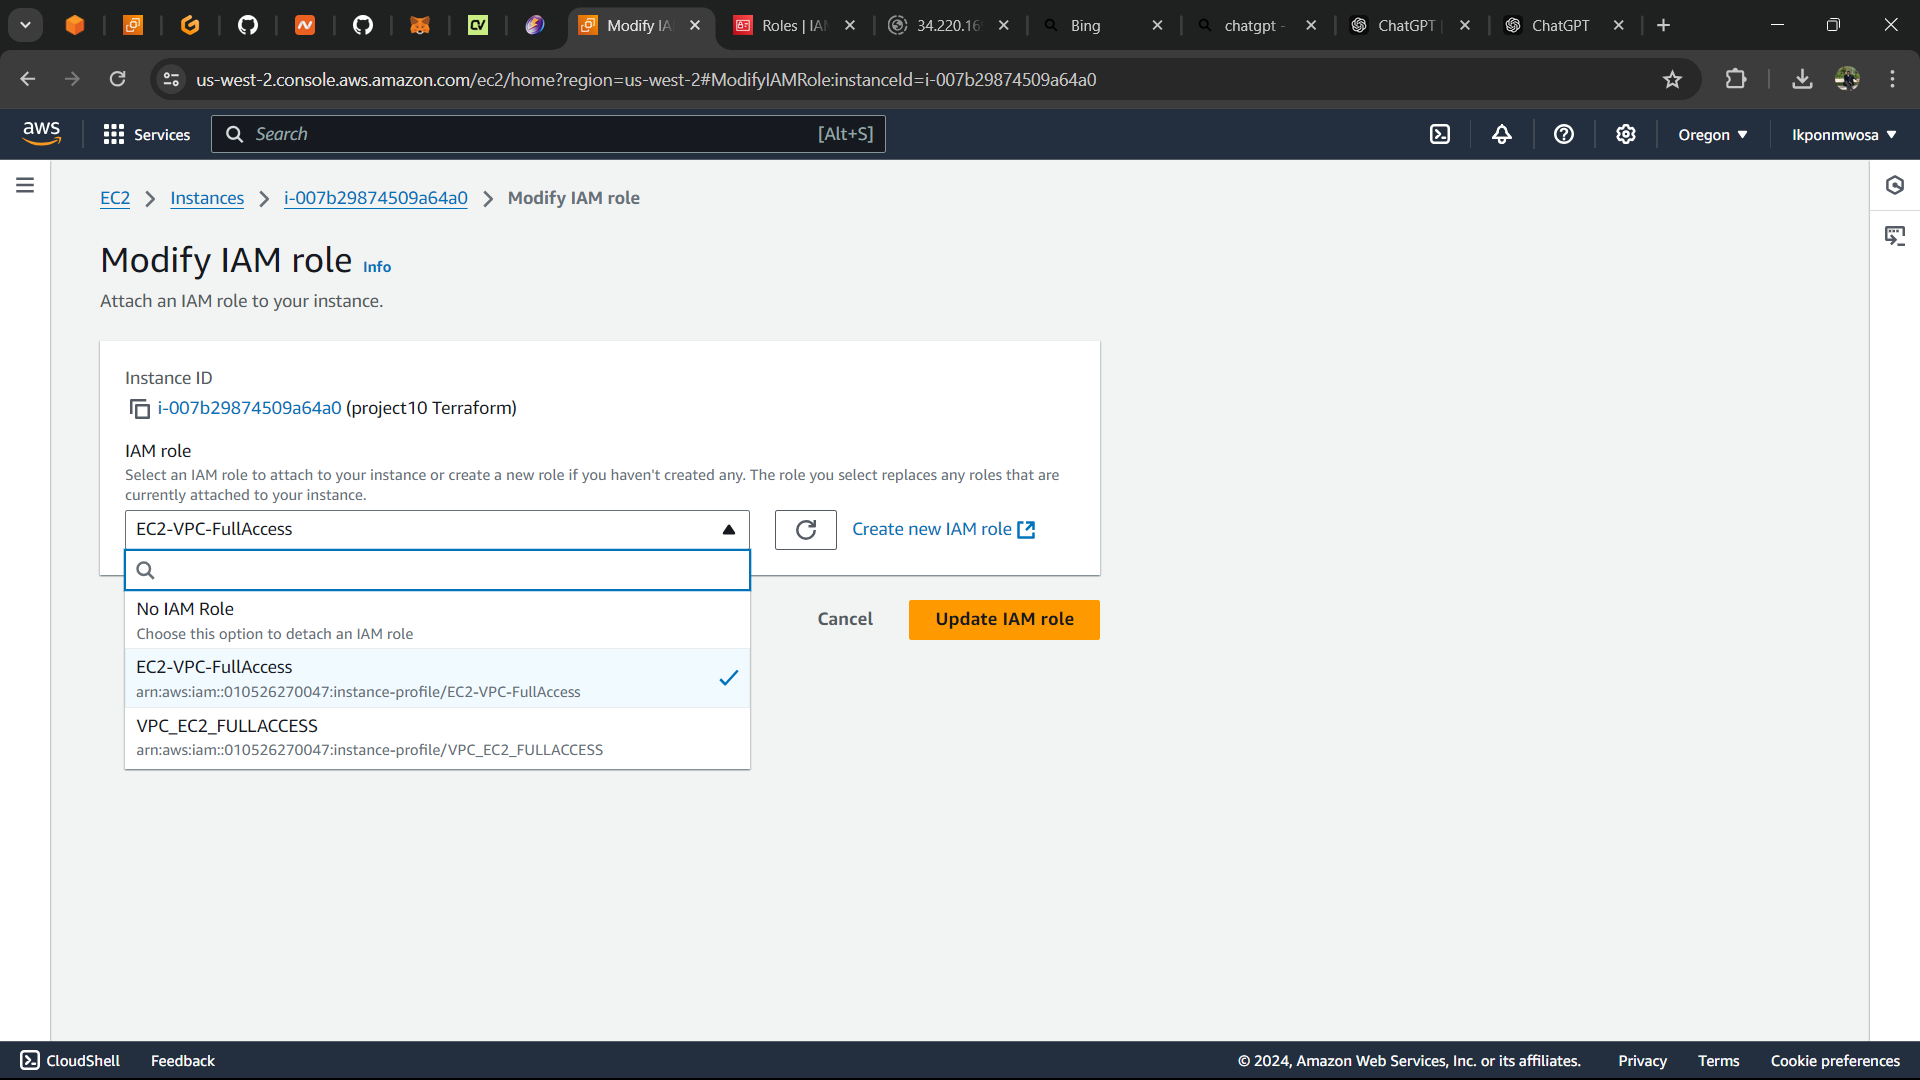 Modify IA
Roles | IA
34.220.16
Bing
chatgpt -
ChatGPT
ChatGPT
us-west-2.console.aws.amazon.com/ec2/home?region=us-west-2#ModifyIAMRole:instanceId=i-007b29874509a64a0
aws
Services
Search
[Alt+S]
Oregon
Ikponmwosa
EC2
Instances
i-007b29874509a64a0
Modify IAM role
Modify IAM role Info
Attach an IAM role to your instance.
Instance ID
i-007b29874509a64a0 (project10 Terraform)
IAM role
Select an IAM role to attach to your instance or create a new role if you haven't created any. The role you select replaces any roles that are
currently attached to your instance.
EC2-VPC-FullAccess
Create new IAM role
No IAM Role
Choose this option to detach an IAM role
Cancel
Update IAM role
EC2-VPC-FullAccess
arn:aws:iam::010526270047:instance-profile/EC2-VPC-FullAccess
VPC_EC2_FULLACCESS
arn:aws:iam::010526270047:instance-profile/VPC_EC2_FULLACCESS
CloudShell
Feedback
© 2024, Amazon Web Services, Inc. or its affiliates.
Privacy
Terms
Cookie preferences